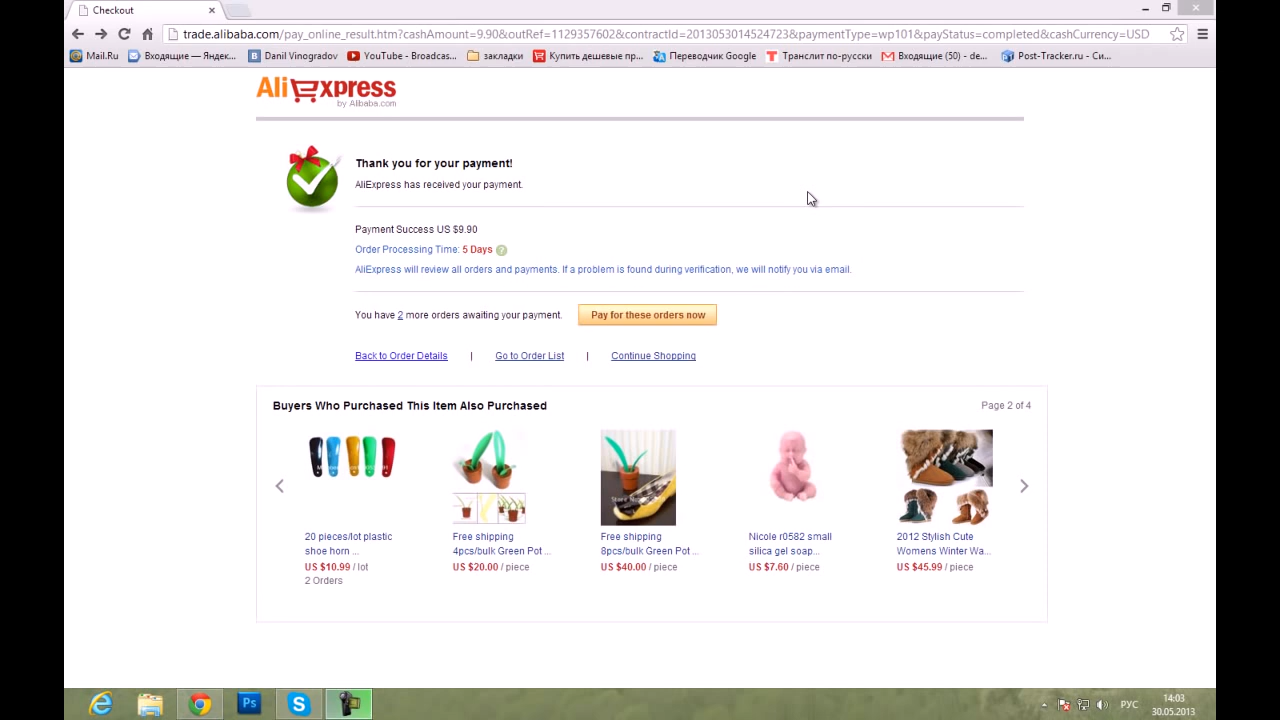 Checkout
trade.alibaba.com/pay_online_result.htm?cashAmount=9.90&outRef=1129357602&contractId=2013053014524723&paymentType=wp101&payStatus=completed&cashCurrency=USD
Mail.Ru
Входящие — Яндек...
Danil Vinogradov
YouTube - Broadcas...
закладки
Купить дешевые пр...
Переводчик Google
Транслит по-русски
Входящие (50) - de...
Post-Tracker.ru - Си...
AliExpress
by Alibaba.com
Thank you for your payment!
AliExpress has received your payment.
Payment Success US $9.90
Order Processing Time: 5 Days ?
AliExpress will review all orders and payments. If a problem is found during verification, we will notify you via email.
You have 2 more orders awaiting your payment. Pay for these orders now
Back to Order Details | Go to Order List | Continue Shopping
Buyers Who Purchased This Item Also Purchased
Page 2 of 4
20 pieces/lot plastic
shoe horn ...
US $10.99 / lot
2 Orders
Free shipping
4pcs/bulk Green Pot ...
US $20.00 / piece
Free shipping
8pcs/bulk Green Pot ...
US $40.00 / piece
Nicole r0582 small
silica gel soap...
US $7.60 / piece
2012 Stylish Cute
Womens Winter Wa...
US $45.99 / piece
Ps
РУС
14:03
30.05.2013